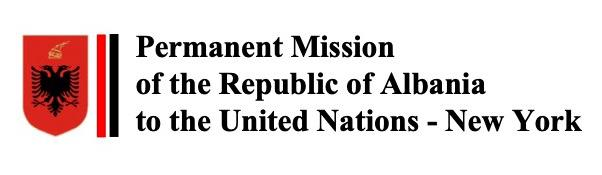 Permanent Mission
of the Republic of Albania
to the United Nations - New York